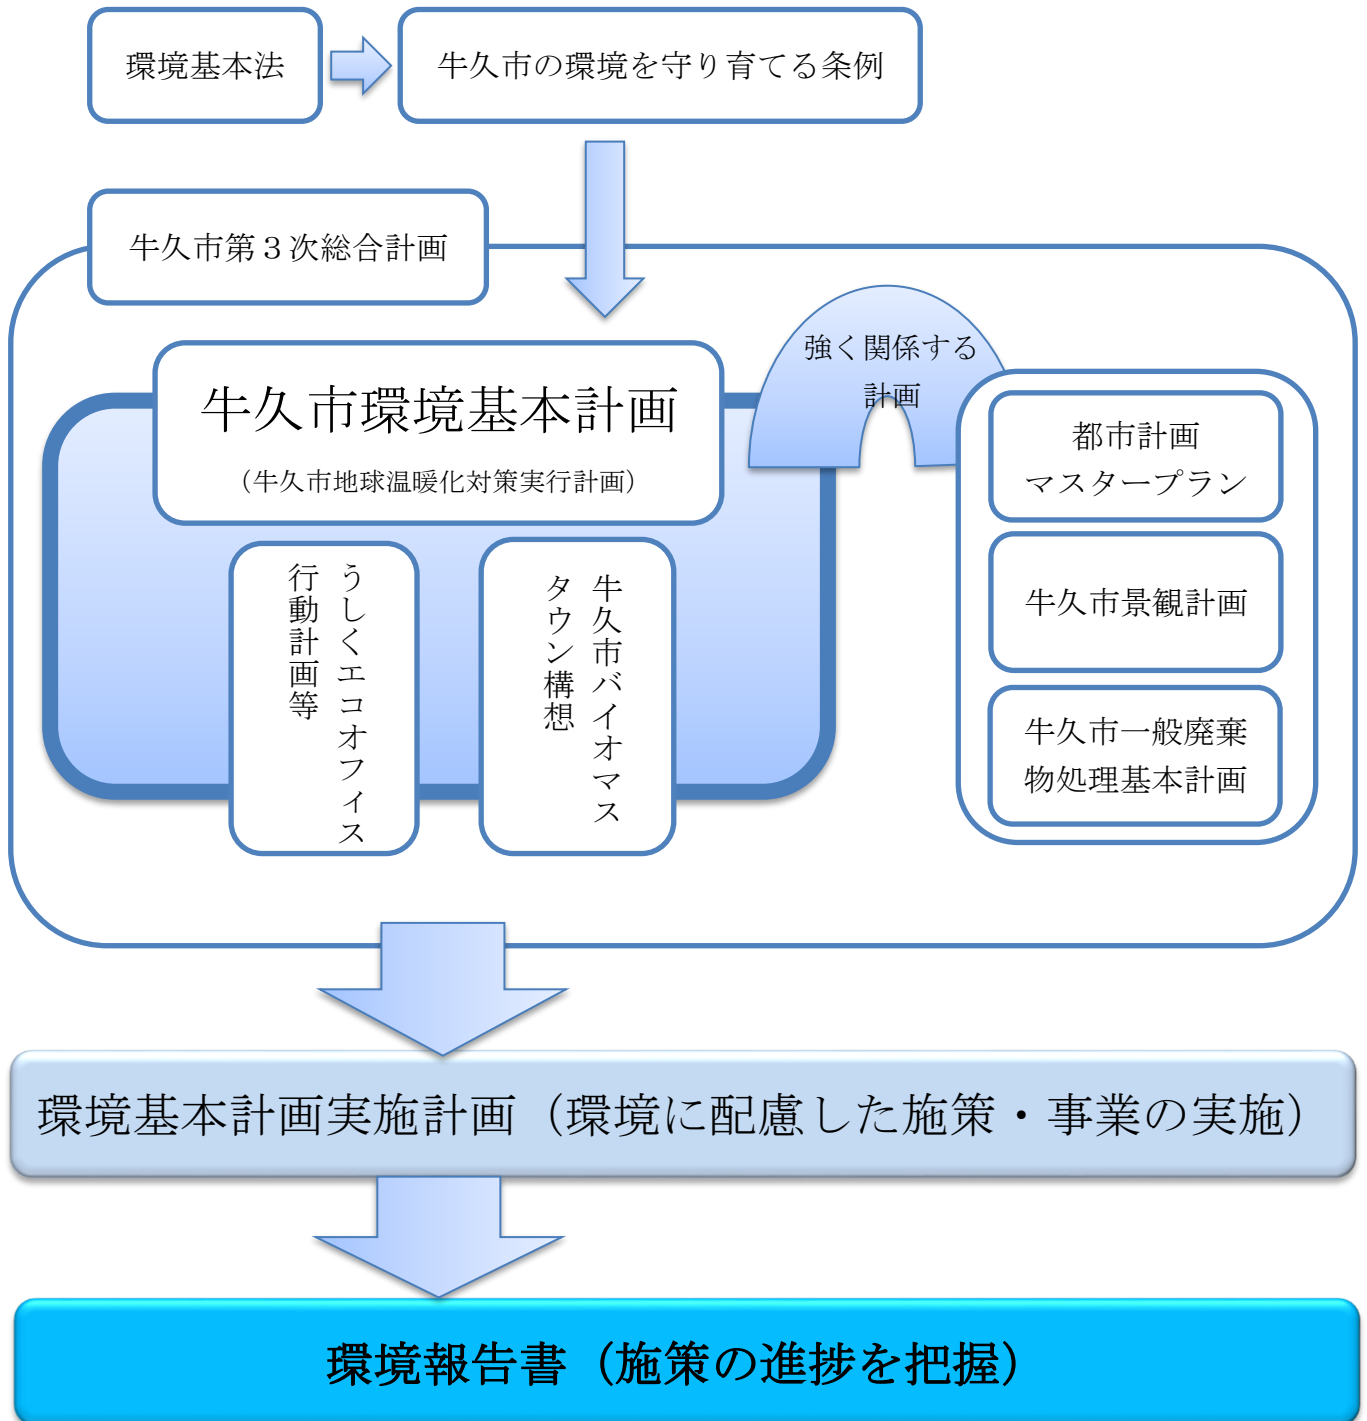 環境基本法
牛久市の環境を守り育てる条例
牛久市第３次総合計画
強く関係する
計画
牛久市環境基本計画
（牛久市地球温暖化対策実行計画）
都市計画
マスタープラン
牛久市景観計画
牛久市一般廃棄
物処理基本計画
うしくエコオフィス
行動計画等
牛久市バイオマス
タウン構想
環境基本計画実施計画（環境に配慮した施策・事業の実施）
環境報告書（施策の進捗を把握）